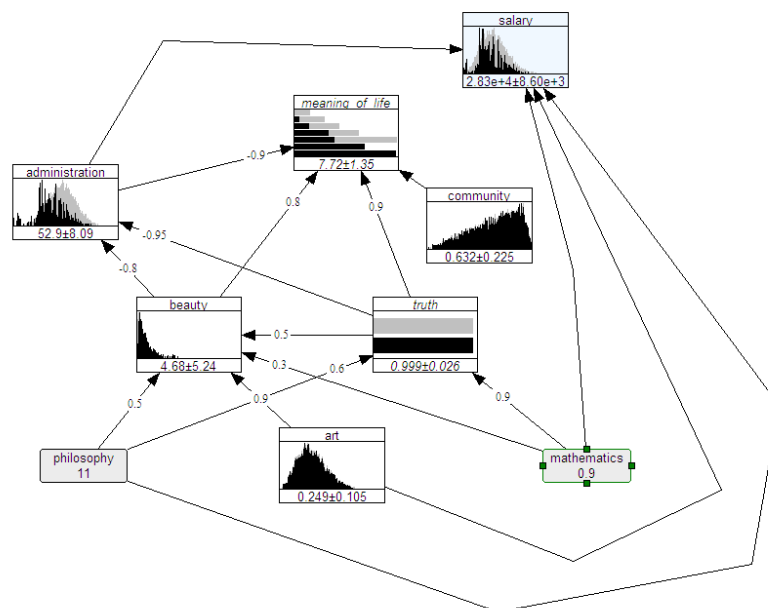 salary
2.83e+4±8.60e+3
meaning_of_life
7.72±1.35
-0.9
administration
52.9±8.09
community
0.632±0.225
0.8
0.9
-0.95
-0.8
beauty
4.68±5.24
truth
0.999±0.026
0.5
0.3
0.6
0.5
0.9
0.9
philosophy
11
art
0.249±0.105
mathematics
0.9